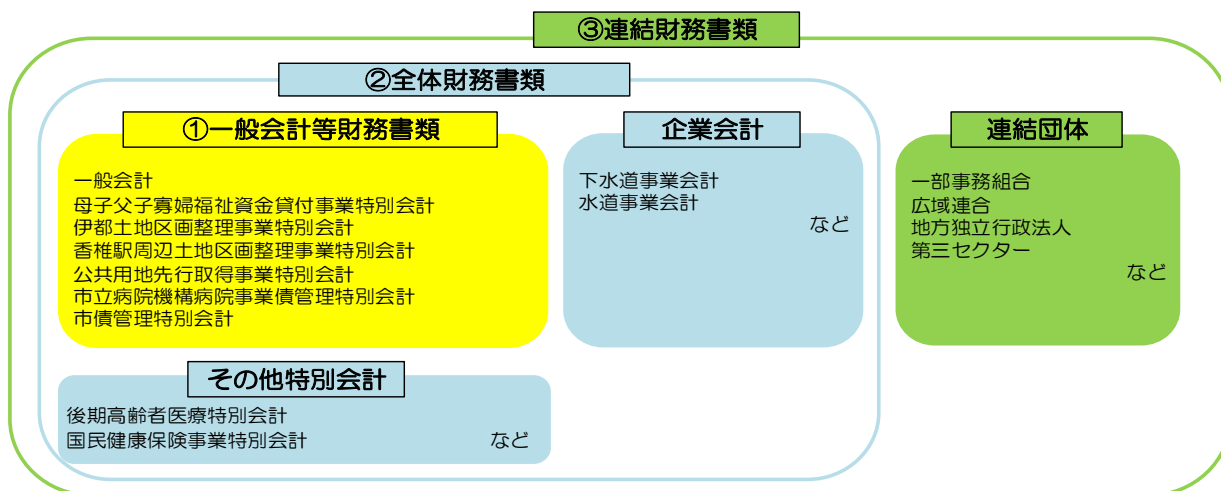 ③連結財務書類
②全体財務書類
①一般会計等財務書類
一般会計
母子父子寡婦福祉資金貸付事業特別会計
伊都土地区画整理事業特別会計
香椎駅周辺土地区画整理事業特別会計
公共用地先行取得事業特別会計
市立病院機構病院事業債管理特別会計
市債管理特別会計
企業会計
下水道事業会計
水道事業会計
など
連結団体
一部事務組合
広域連合
地方独立行政法人
第三セクター
など
その他特別会計
後期高齢者医療特別会計
国民健康保険事業特別会計 など